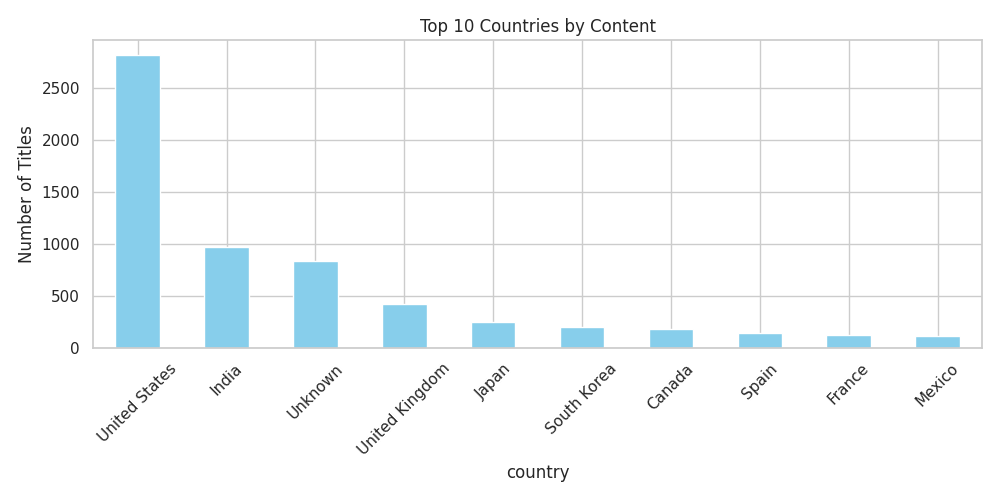 Top 10 Countries by Content
Number of Titles
2500
2000
1500
1000
500
0
United States
India
Unknown
United Kingdom
Japan
South Korea
Canada
Spain
France
Mexico
country